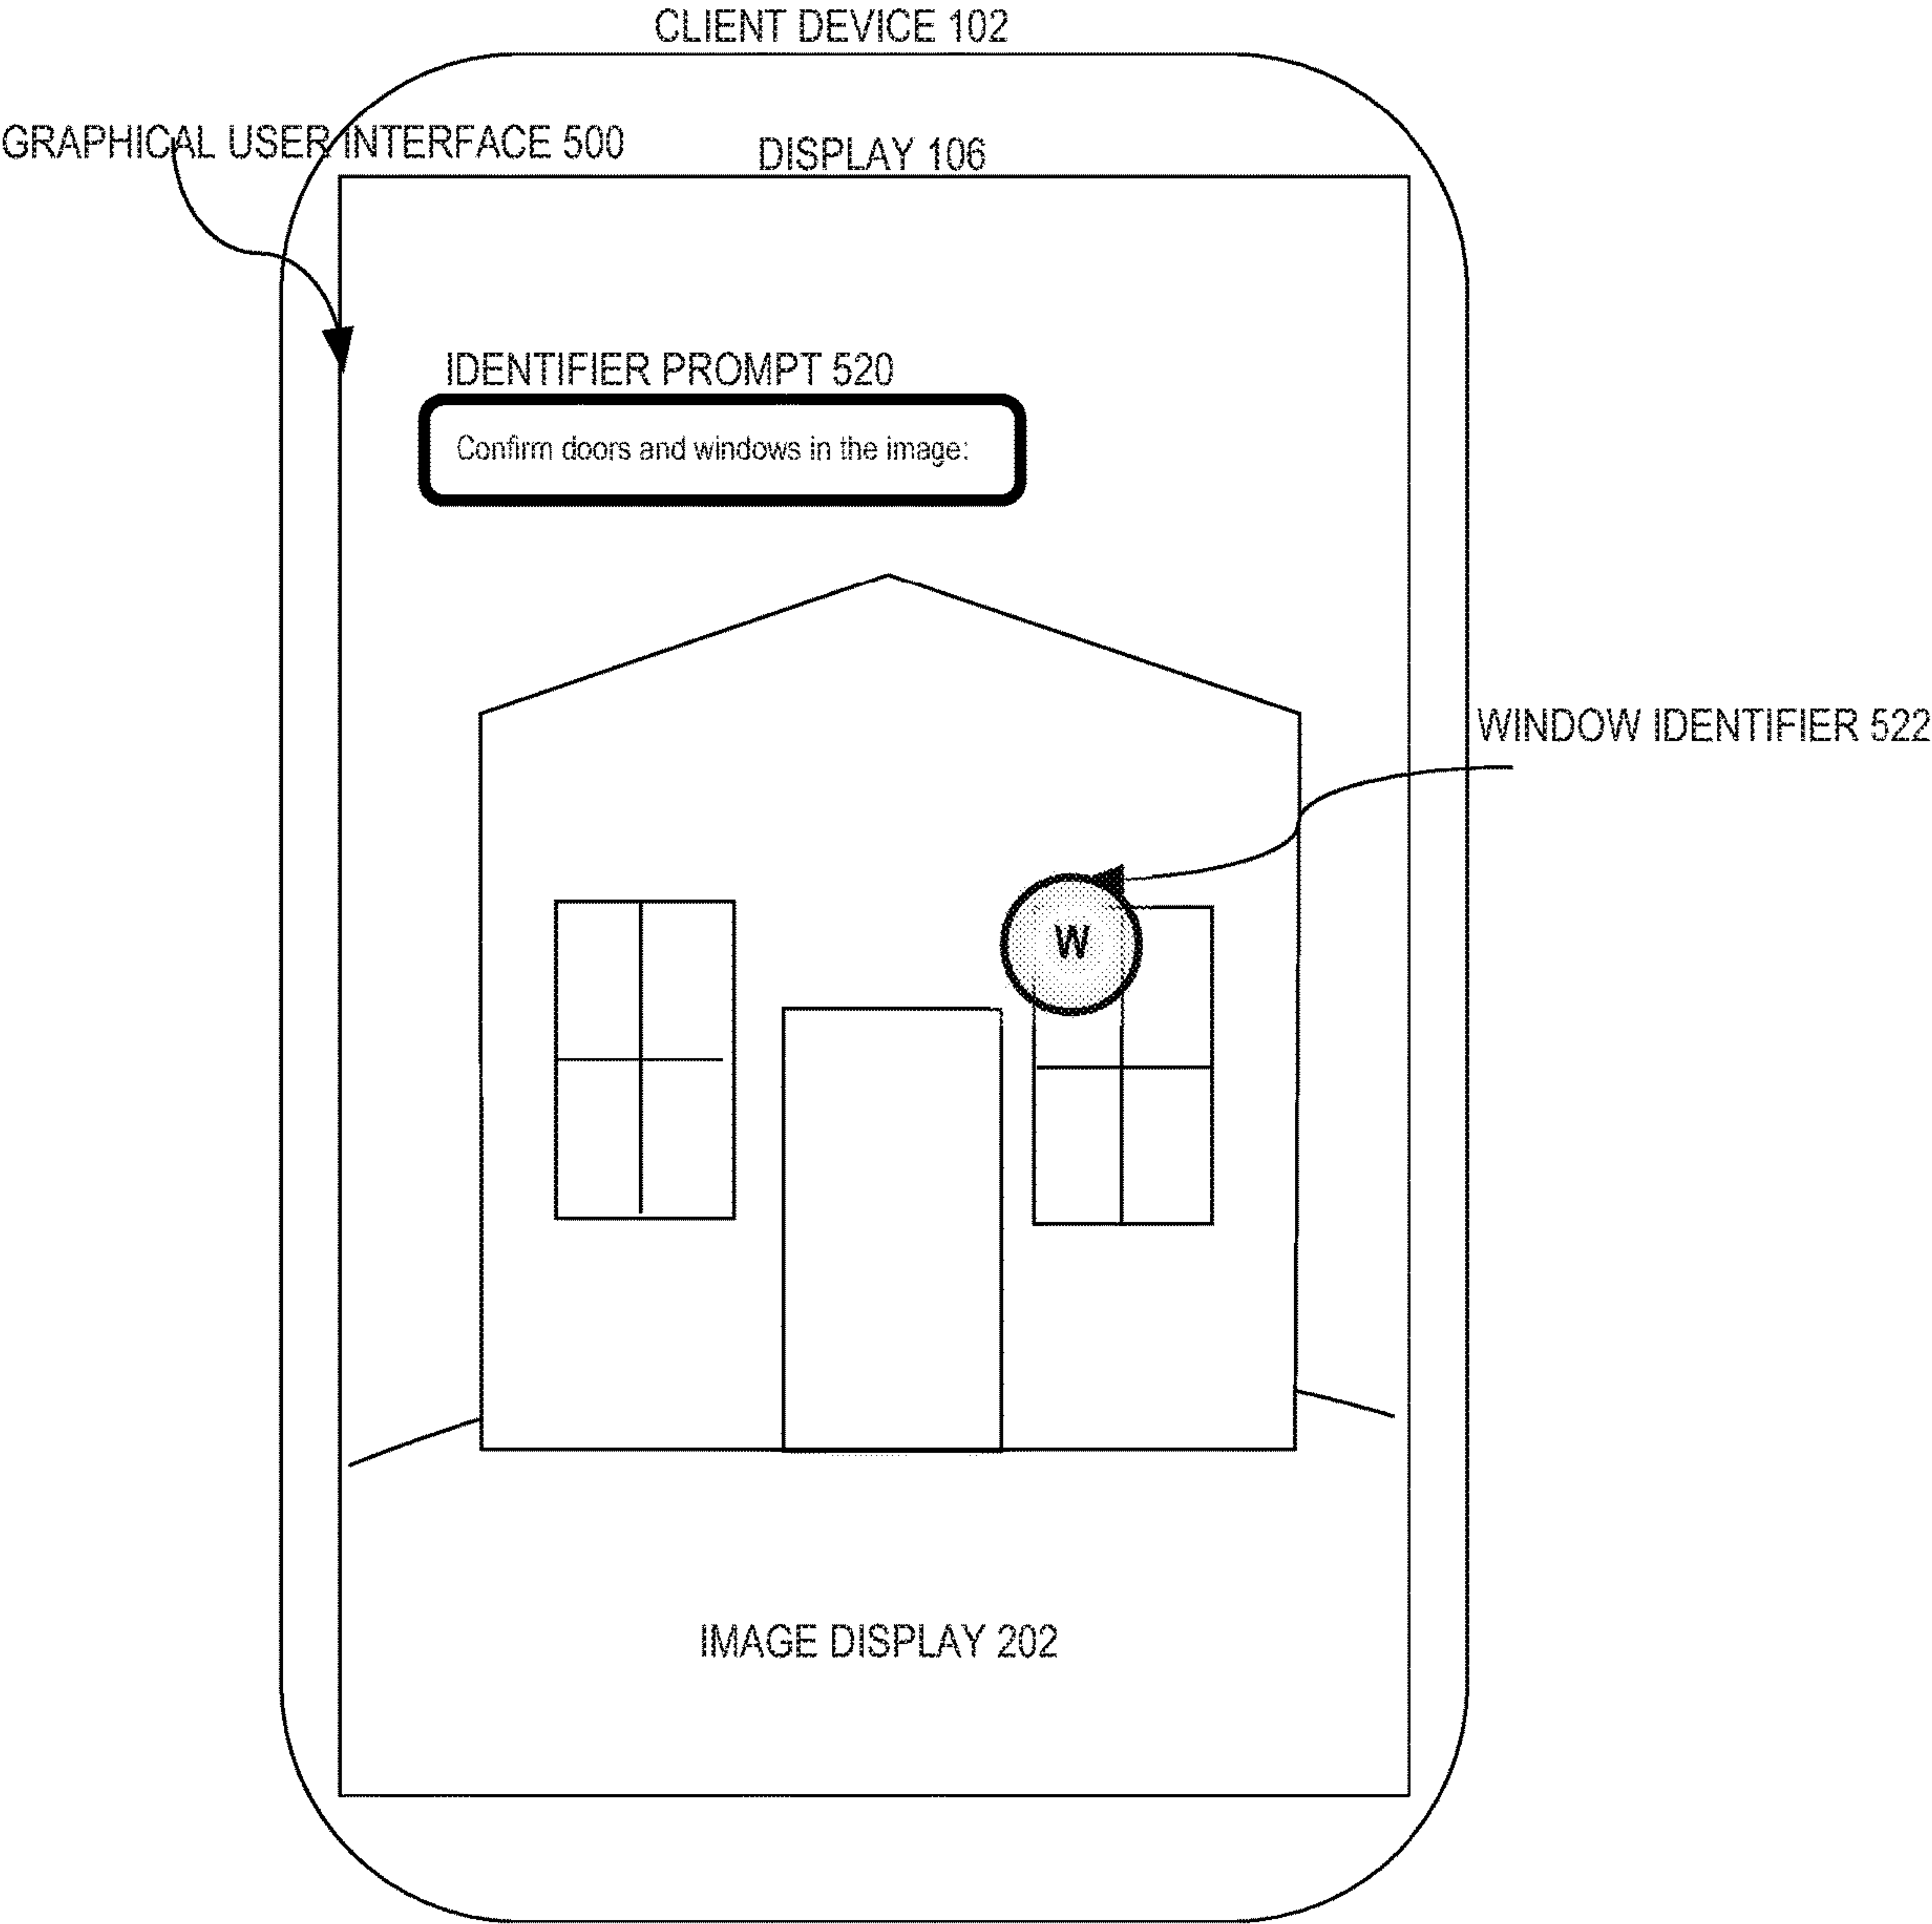 CLIENT DEVICE 102
GRAPHICAL USER INTERFACE 500
DISPLAY 106
IDENTIFIER PROMPT 520
Confirm doors and windows in the image:
WINDOW IDENTIFIER 522
W
IMAGE DISPLAY 202